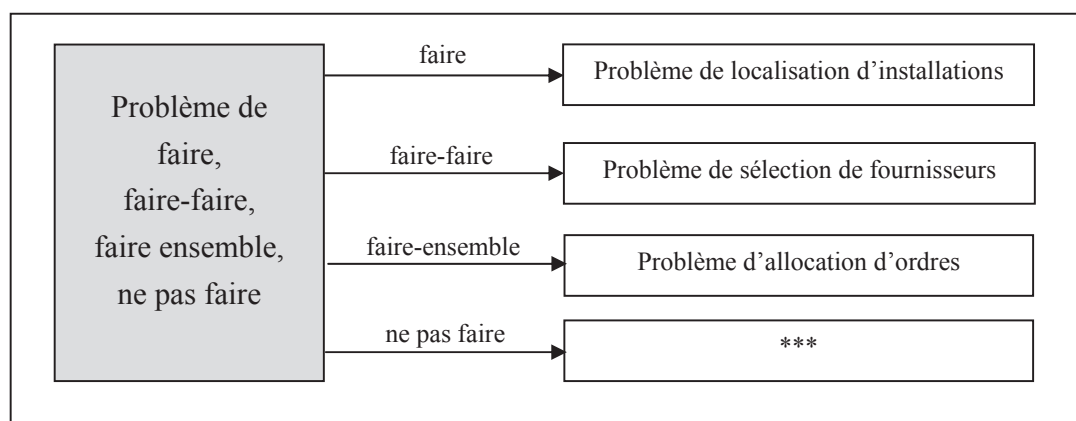 Problème de
faire,
faire-faire,
faire ensemble,
ne pas faire
faire
Problème de localisation d’installations
faire-faire
Problème de sélection de fournisseurs
faire-ensemble
Problème d’allocation d’ordres
ne pas faire
***